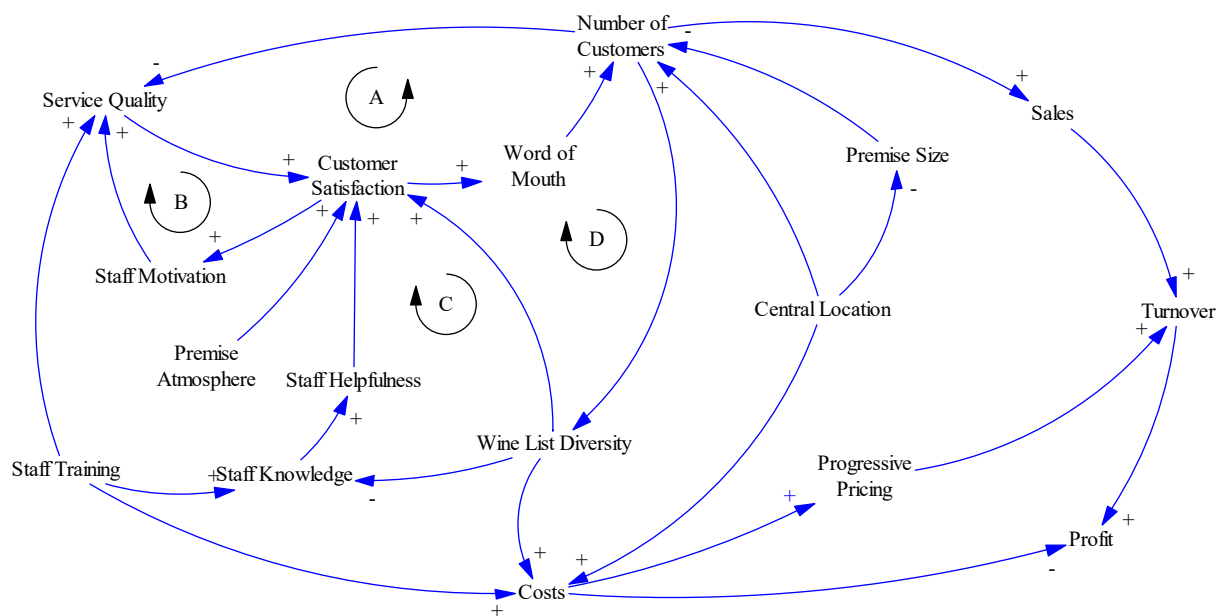 Number of
Customers
-
-
+
Service Quality
A
+
+
Sales
+
+
+
Word of
Mouth
Premise Size
+
Customer
Satisfaction
+
-
B
+
+
+
D
+
Staff Motivation
+
C
Central Location
Turnover
+
Premise
Atmosphere
Staff Helpfulness
+
Wine List Diversity
Staff Training
+
Staff Knowledge
-
Progressive
Pricing
+
+
Profit
-
+
+
Costs
+